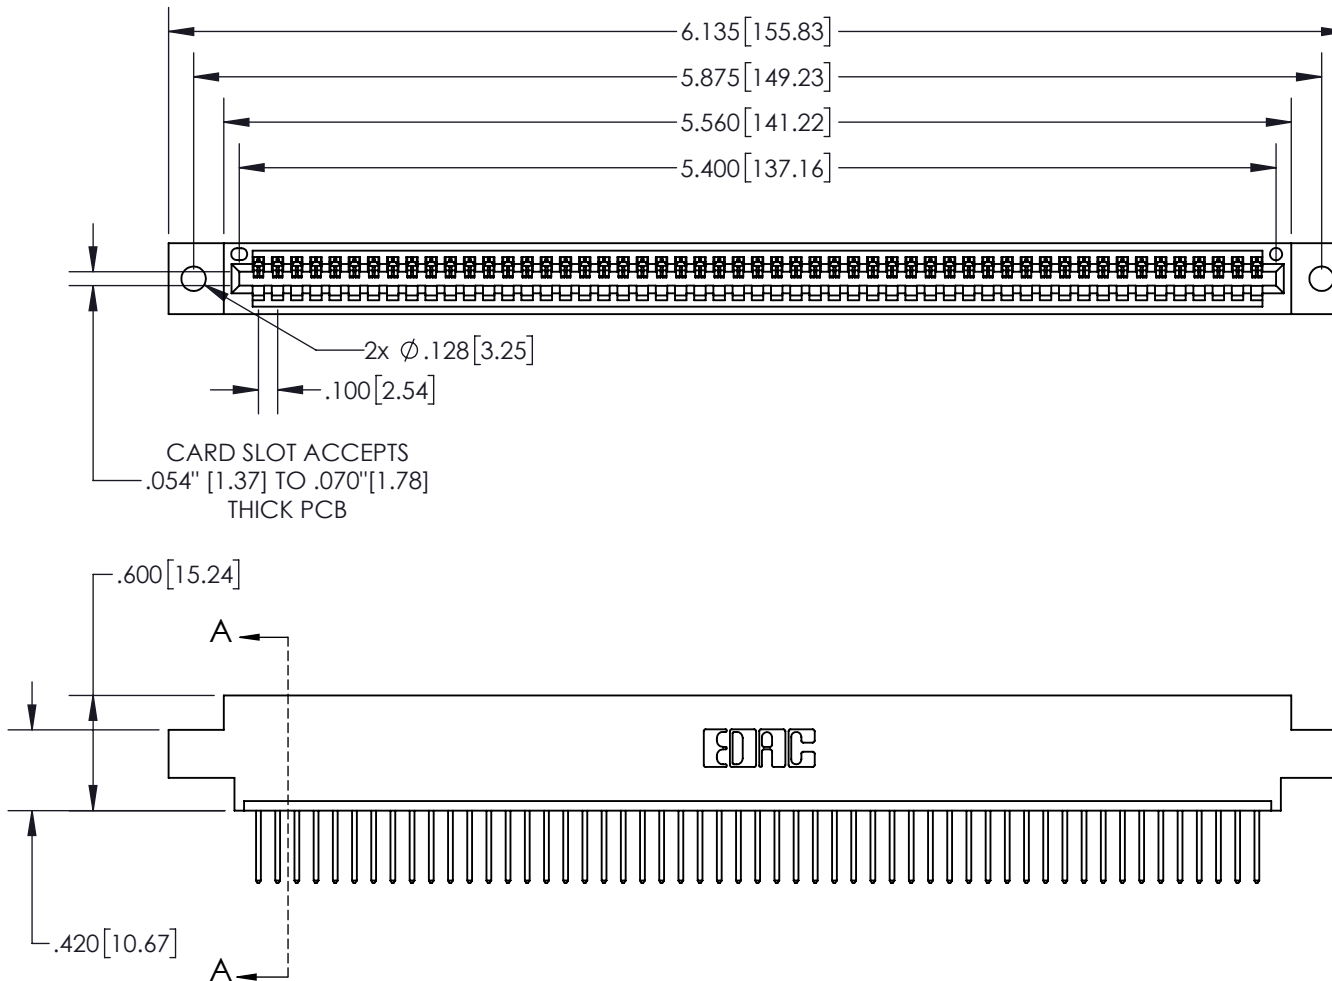 6.135[155.83]
5.875[149.23]
5.560[141.22]
5.400[137.16]
2x Ø.128[3.25]
.100[2.54]
CARD SLOT ACCEPTS
.054" [1.37] TO .070"[1.78]
THICK PCB
.600[15.24]
A
EDAC
.420[10.67]
A